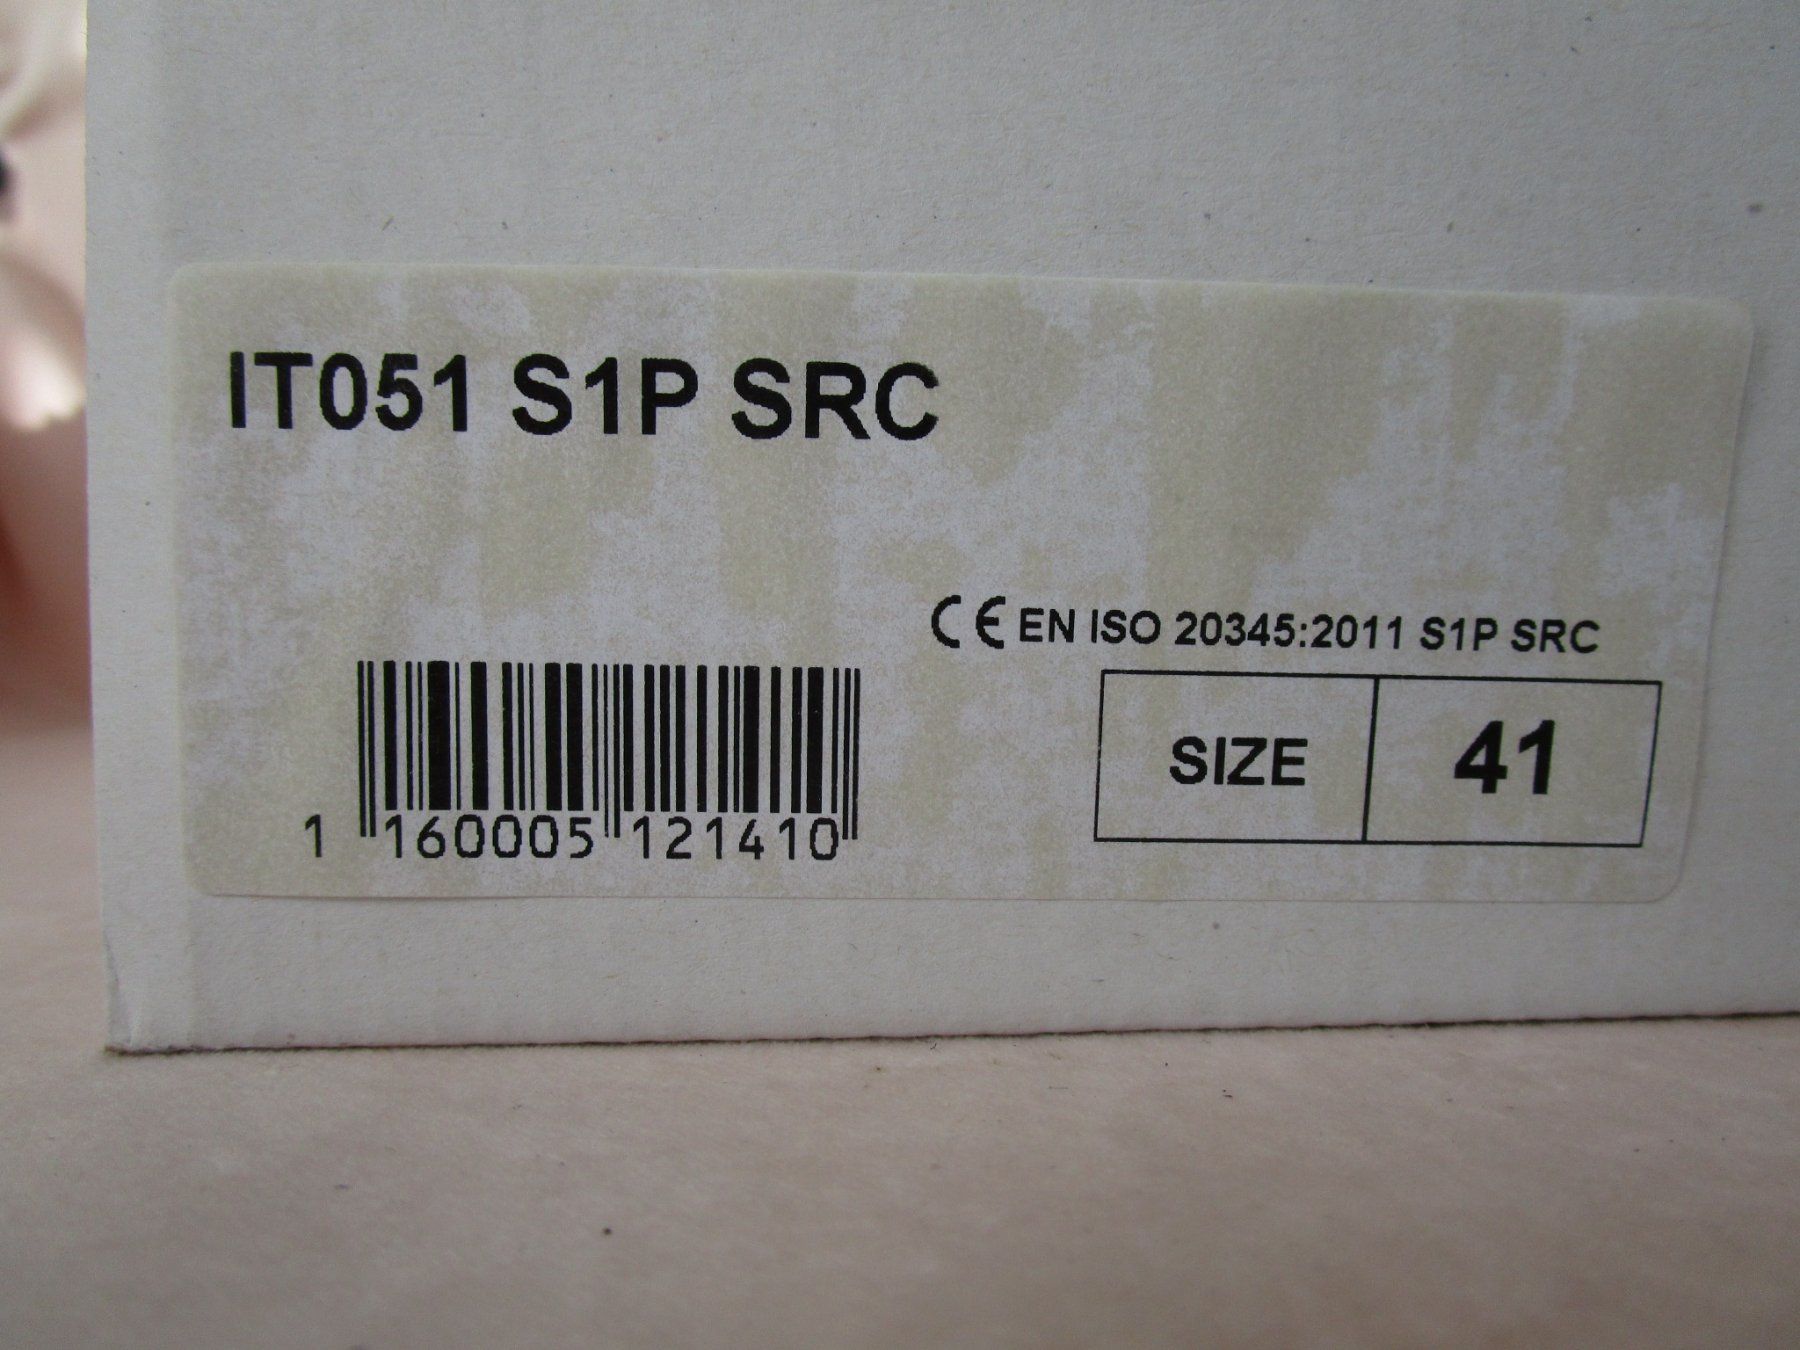 IT051 S1P SRC
CE EN ISO 20345:2011 S1P SRC
SIZE 41
1 160005 121410